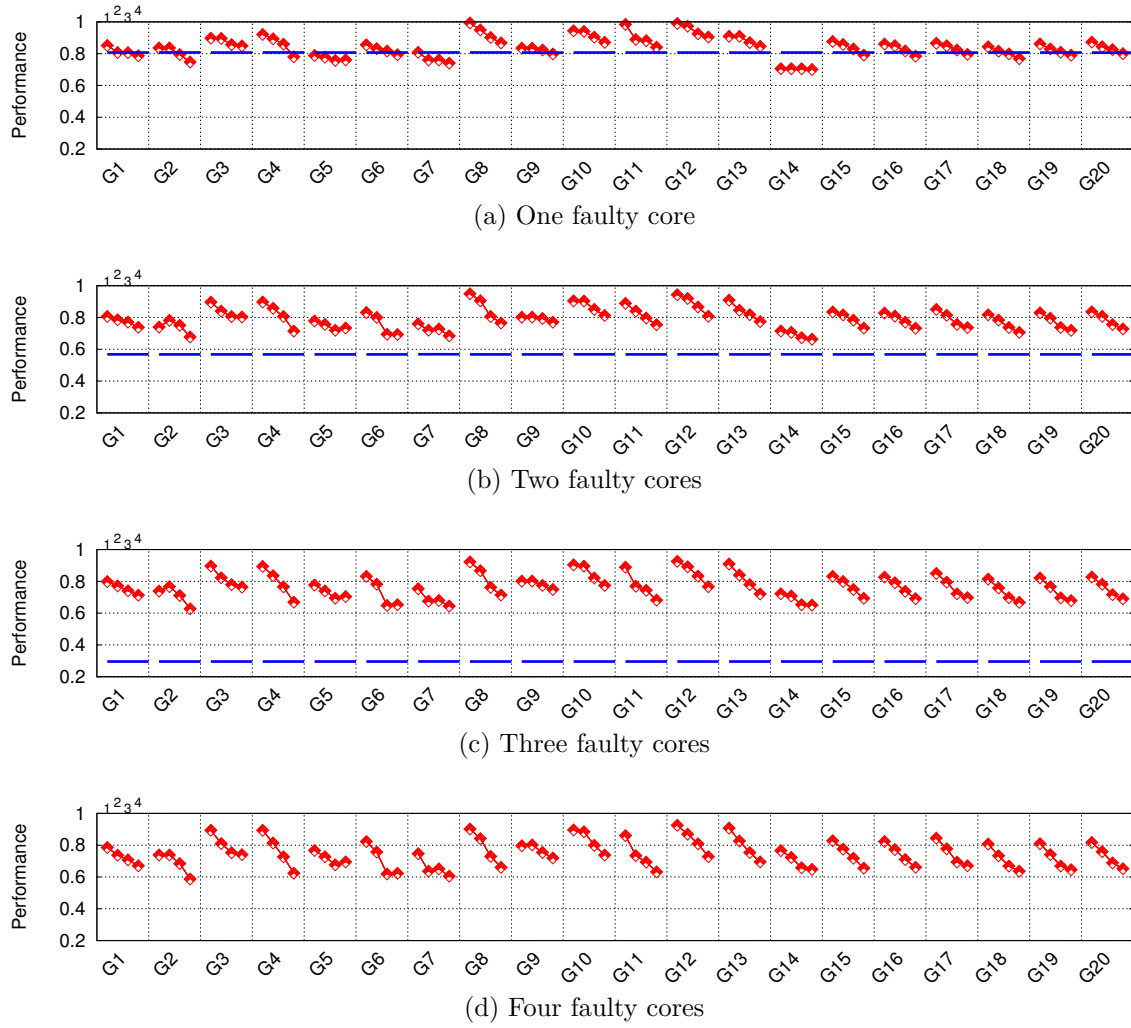 1 2 3 4
1
0.8
0.6
0.4
0.2
Performance
G1 G2 G3 G4 G5 G6 G7 G8 G9 G10 G11 G12 G13 G14 G15 G16 G17 G18 G19 G20
(a) One faulty core
1 2 3 4
1
0.8
0.6
0.4
0.2
Performance
G1 G2 G3 G4 G5 G6 G7 G8 G9 G10 G11 G12 G13 G14 G15 G16 G17 G18 G19 G20
(b) Two faulty cores
1 2 3 4
1
0.8
0.6
0.4
0.2
Performance
G1 G2 G3 G4 G5 G6 G7 G8 G9 G10 G11 G12 G13 G14 G15 G16 G17 G18 G19 G20
(c) Three faulty cores
1 2 3 4
1
0.8
0.6
0.4
0.2
Performance
G1 G2 G3 G4 G5 G6 G7 G8 G9 G10 G11 G12 G13 G14 G15 G16 G17 G18 G19 G20
(d) Four faulty cores